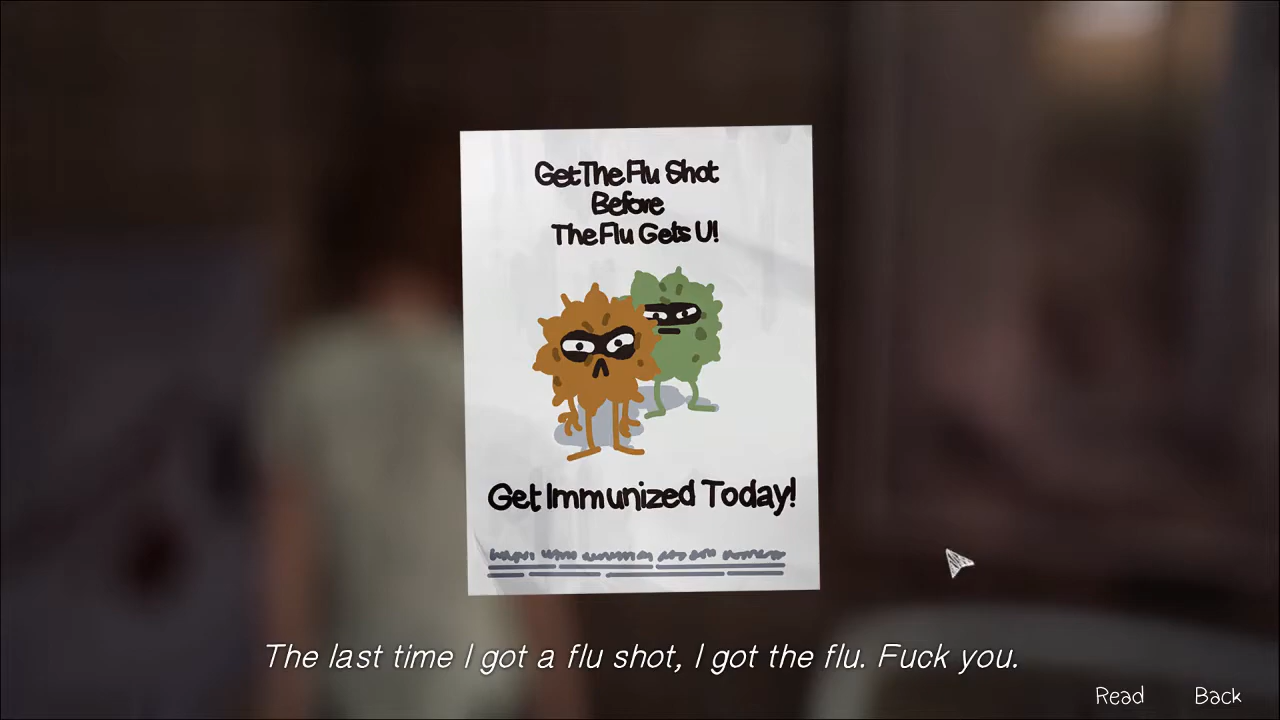 Get The Flu Shot
Before
The Flu Gets U!
Get Immunized Today!
The last time I got a flu shot, I got the flu. Fuck you.
Read
Back